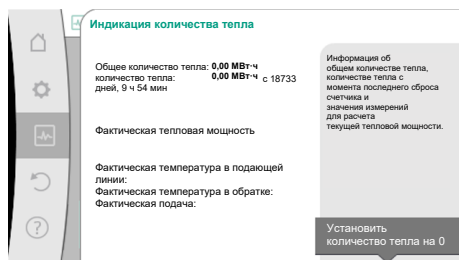 Индикация количества тепла
Общее количество тепла: 0,00 МВт·ч
количество тепла: 0,00 МВт·ч с 18733
дней, 9 ч 54 мин
Фактическая тепловая мощность
Фактическая температура в подающей
линии:
Фактическая температура в обратке:
Фактическая подача:
Информация об
общем количестве тепла,
количестве тепла с
момента последнего сброса
счетчика и
значения измерений
для расчета
текущей тепловой мощности.
Установить
количество тепла на 0